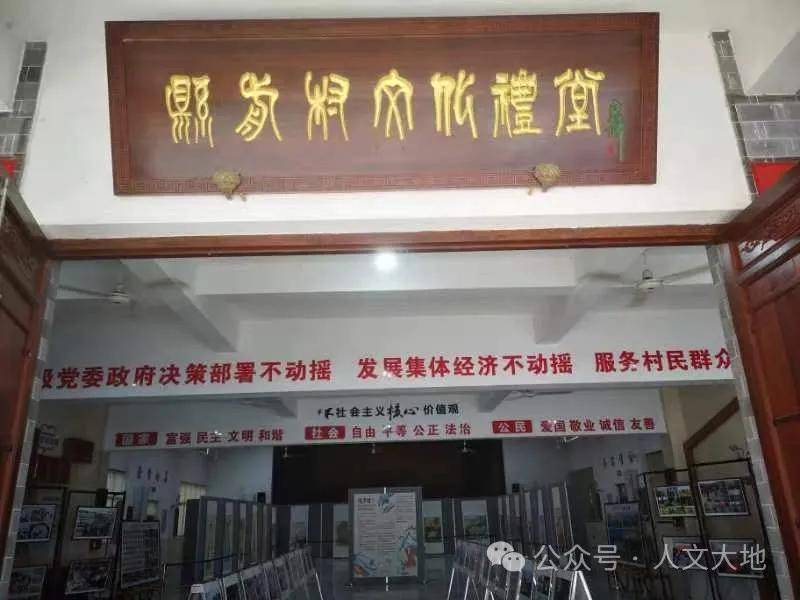 縣前村文化禮堂
级党委政府决策部署不动摇 发展集体经济不动摇 服务村民群众
社会主义核心价值观
国家 富强 民主 文明 和谐 社会 自由 平等 公正 法治 公民 爱国 敬业 诚信 友善
公众号 · 人文大地